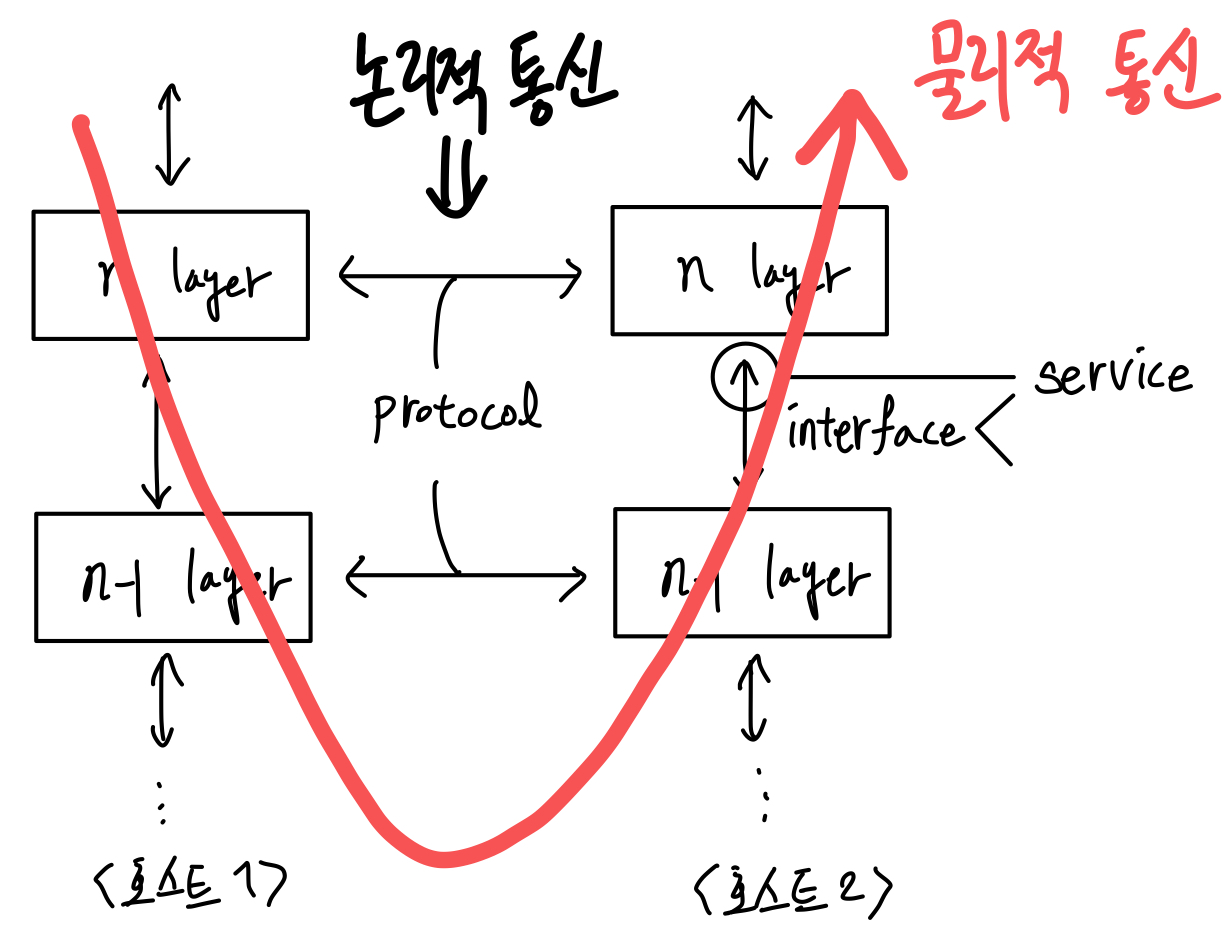 논리적 통신
물리적 통신
n layer
n layer
protocol
service
interface
n-1 layer
n-1 layer
<호스트 1>
<호스트 2>